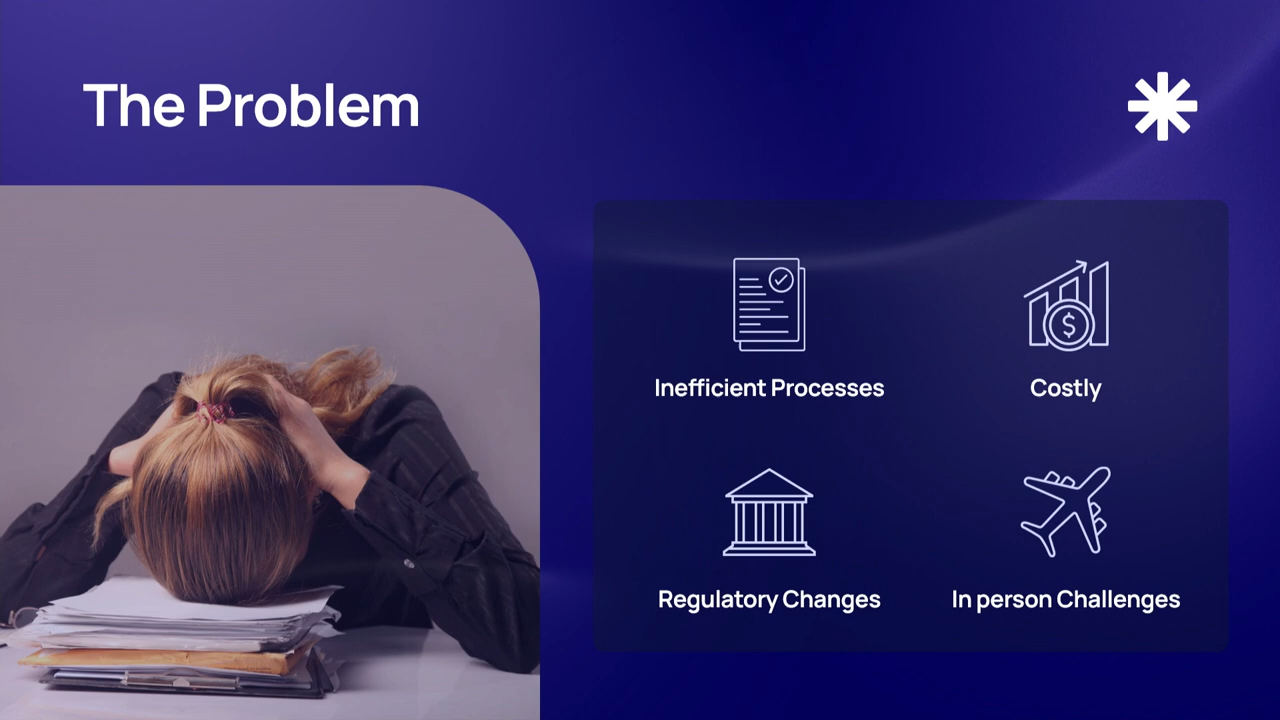 The Problem
Inefficient Processes
Costly
Regulatory Changes
In person Challenges